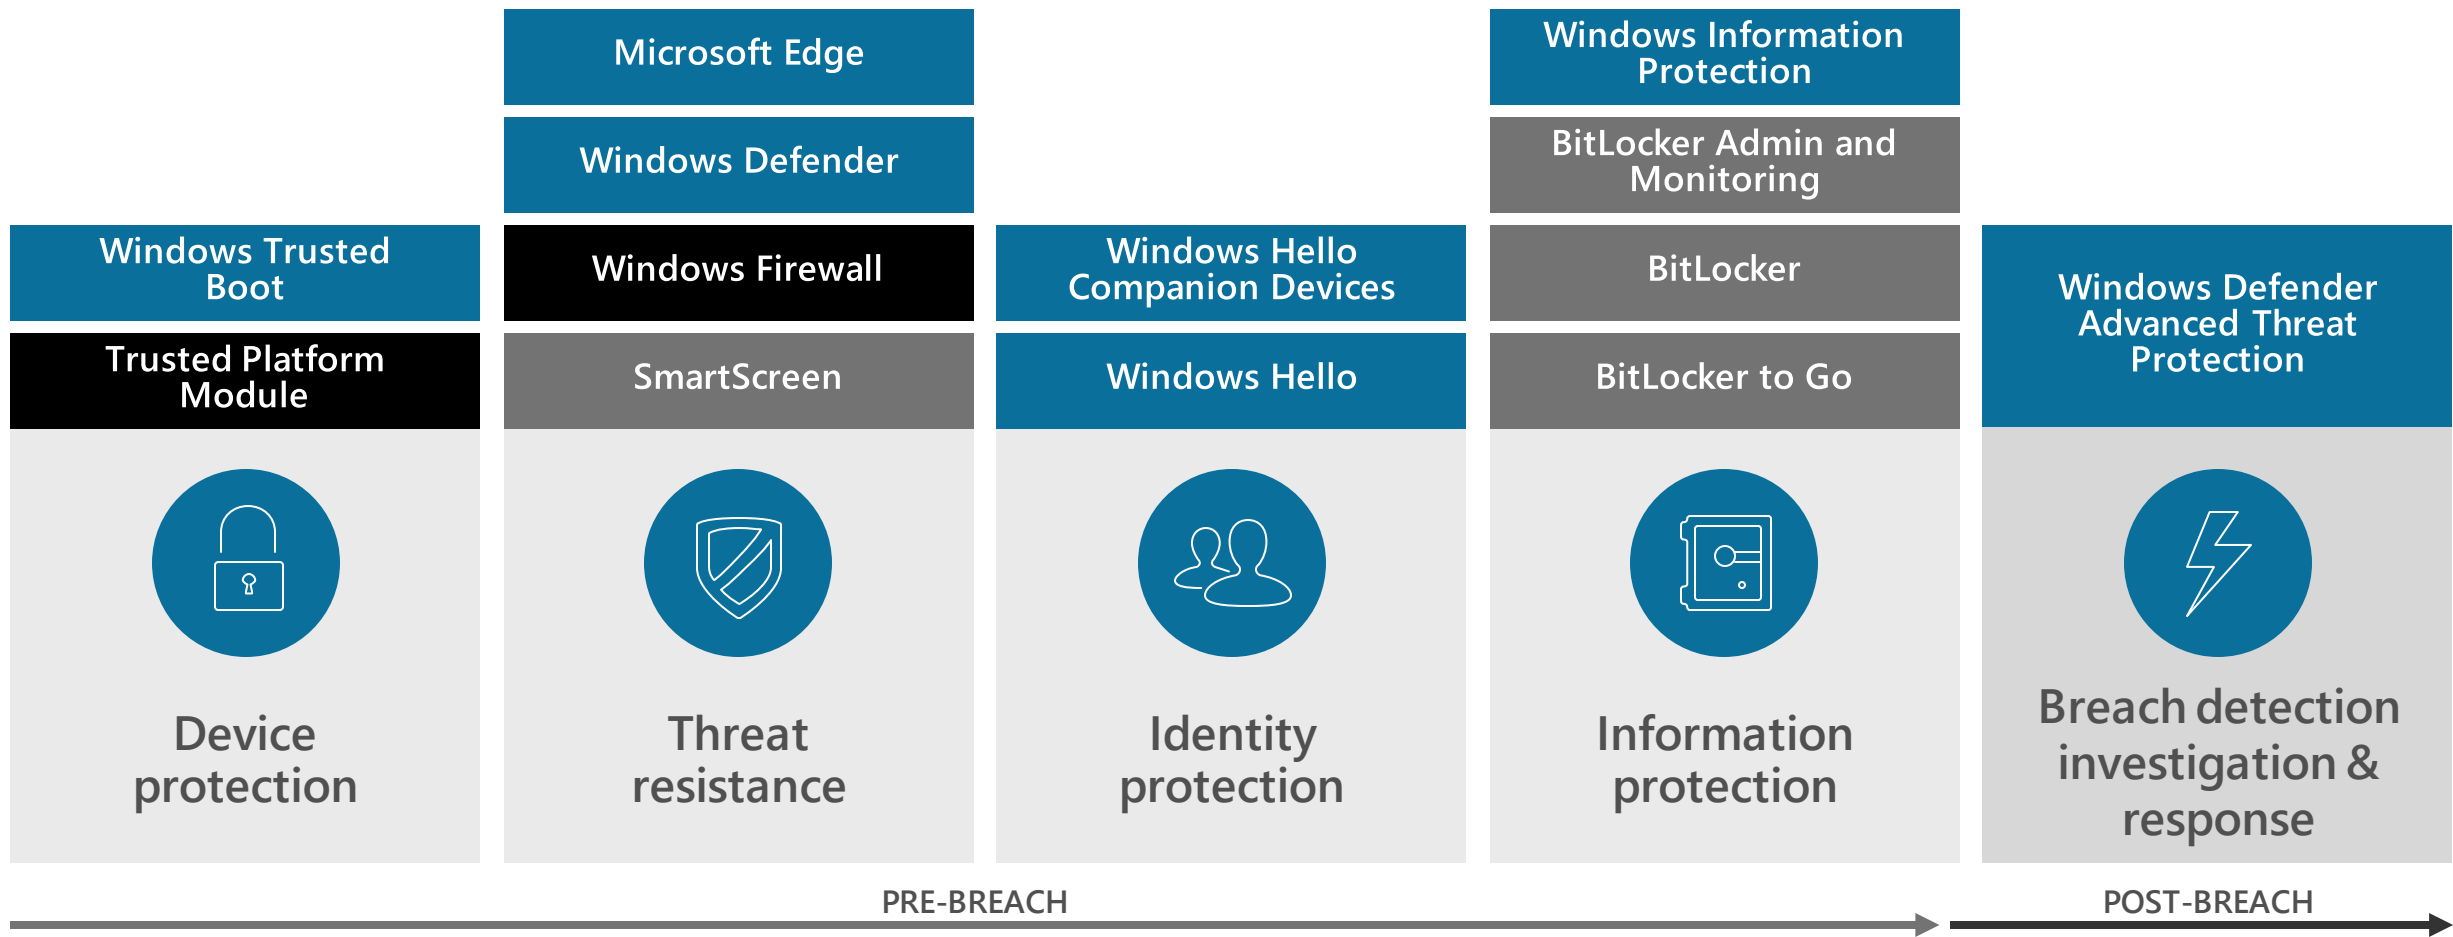 Microsoft Edge
Windows Defender
Windows Information
Protection
BitLocker Admin and
Monitoring
Windows Trusted
Boot
Trusted Platform
Module
Windows Firewall
SmartScreen
Windows Hello
Companion Devices
Windows Hello
BitLocker
BitLocker to Go
Windows Defender
Advanced Threat
Protection
Device
protection
Threat
resistance
Identity
protection
Information
protection
Breach detection
investigation &
response
PRE-BREACH
POST-BREACH